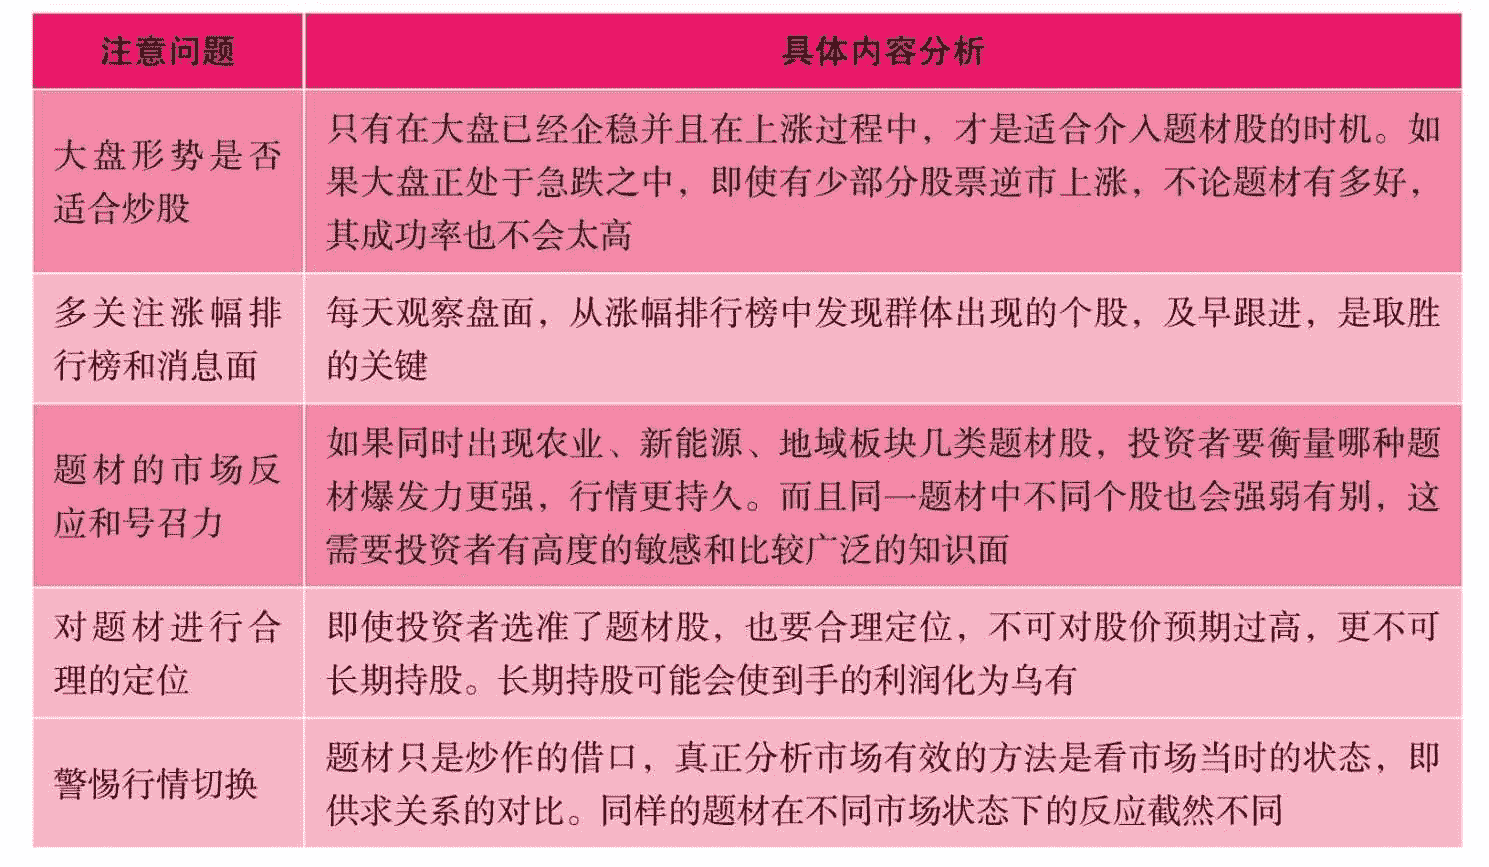 注意问题
具体内容分析
大盘形势是否
适合炒股
只有在大盘已经企稳并且在上涨过程中，才是适合介入题材股的时机。如
果大盘正处于急跌之中，即使有少部分股票逆市上涨，不论题材有多好，
其成功率也不会太高
多关注涨幅排
行榜和消息面
每天观察盘面，从涨幅排行榜中发现群体出现的个股，及早跟进，是取胜
的关键
题材的市场反
应和号召力
如果同时出现农业、新能源、地域板块几类题材股，投资者要衡量哪种题
材爆发力更强，行情更持久。而且同一题材中不同个股也会强弱有别，这
需要投资者有高度的敏感和比较广泛的知识面
对题材进行合
理的定位
即使投资者选准了题材股，也要合理定位，不可对股价预期过高，更不可
长期持股。长期持股可能会使到手的利润化为乌有
警惕行情切换
题材只是炒作的借口，真正分析市场有效的方法是看市场当时的状态，即
供求关系的对比。同样的题材在不同市场状态下的反应截然不同